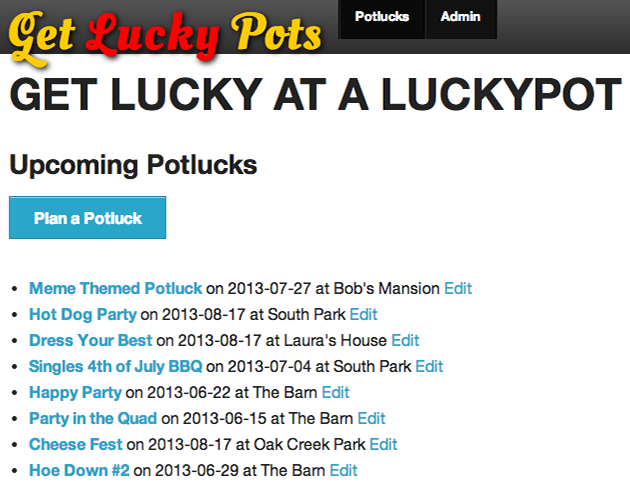 Get Lucky Pots
Potlucks Admin
GET LUCKY AT A LUCKYPOT
Upcoming Potlucks
Plan a Potluck
• Meme Themed Potluck on 2013-07-27 at Bob's Mansion Edit
• Hot Dog Party on 2013-08-17 at South Park Edit
• Dress Your Best on 2013-08-17 at Laura's House Edit
• Singles 4th of July BBQ on 2013-07-04 at South Park Edit
• Happy Party on 2013-06-22 at The Barn Edit
• Party in the Quad on 2013-06-15 at The Barn Edit
• Cheese Fest on 2013-08-17 at Oak Creek Park Edit
• Hoe Down #2 on 2013-06-29 at The Barn Edit